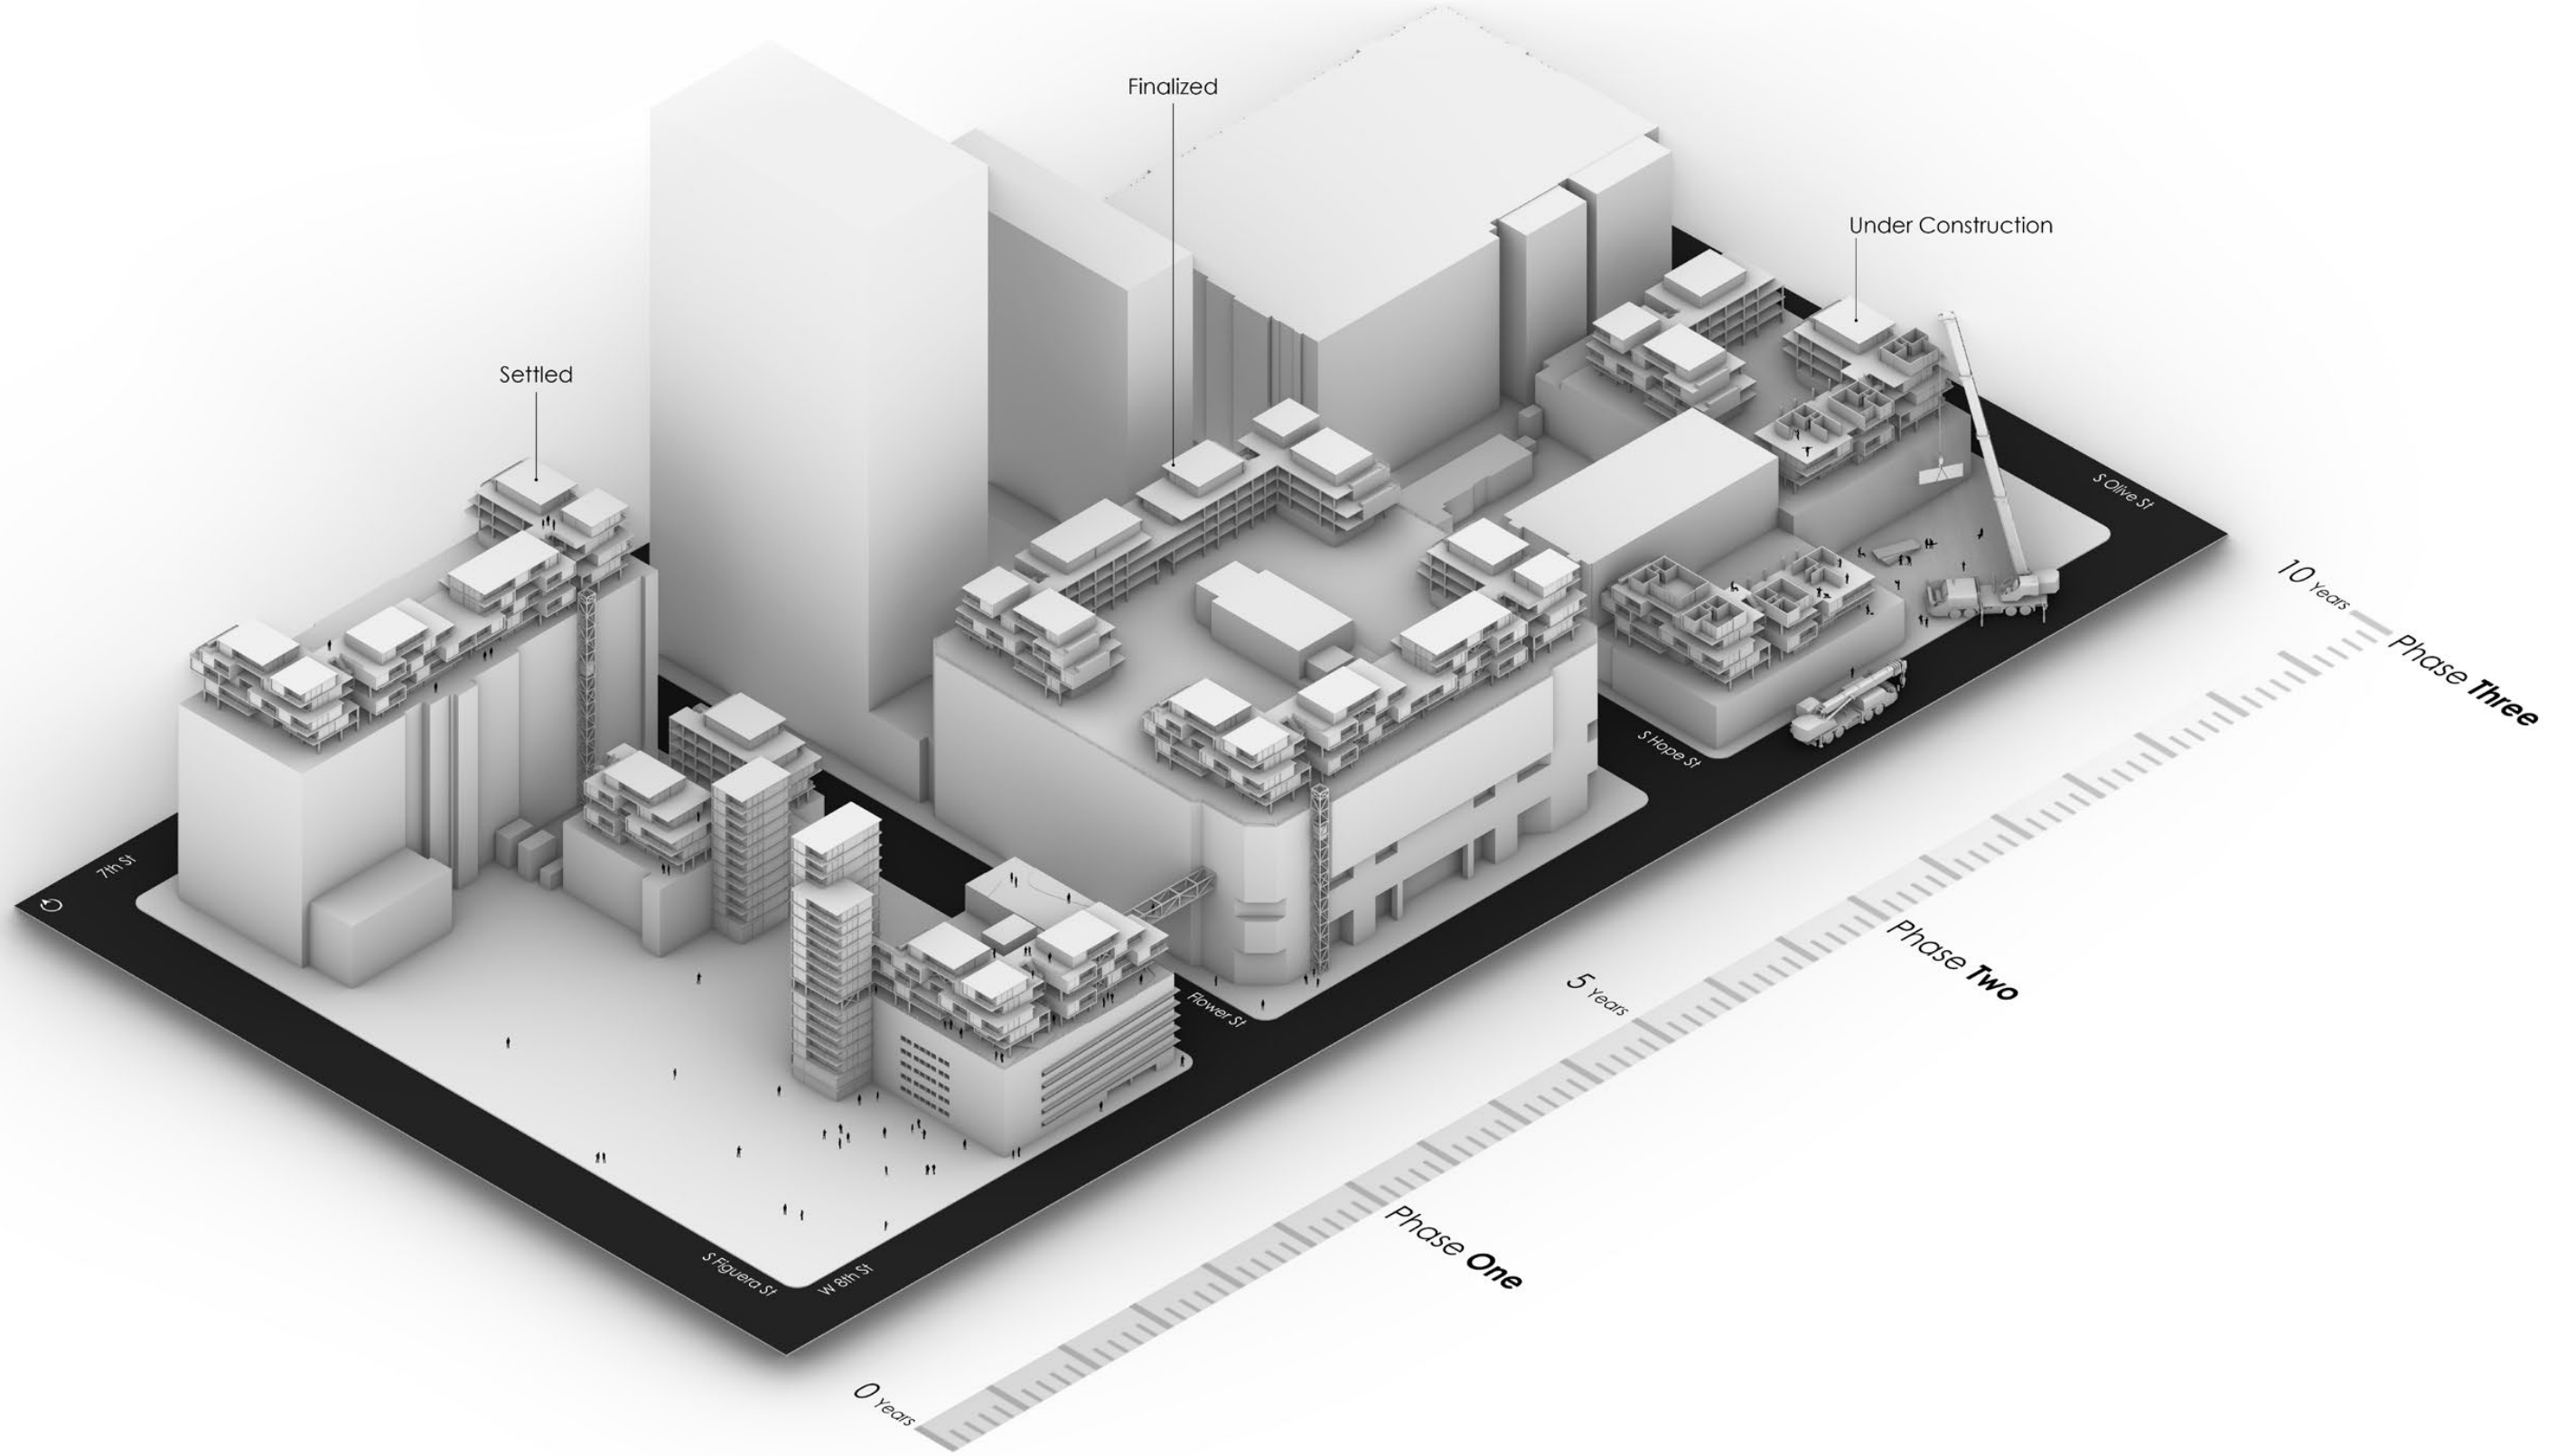 Finalized
Under Construction
Settled
S Olive St
10 Years
Phase Three
S Hope St
7th St
Phase Two
5 Years
Flower St
Phase One
S Figuera St
W 8th St
0 Years